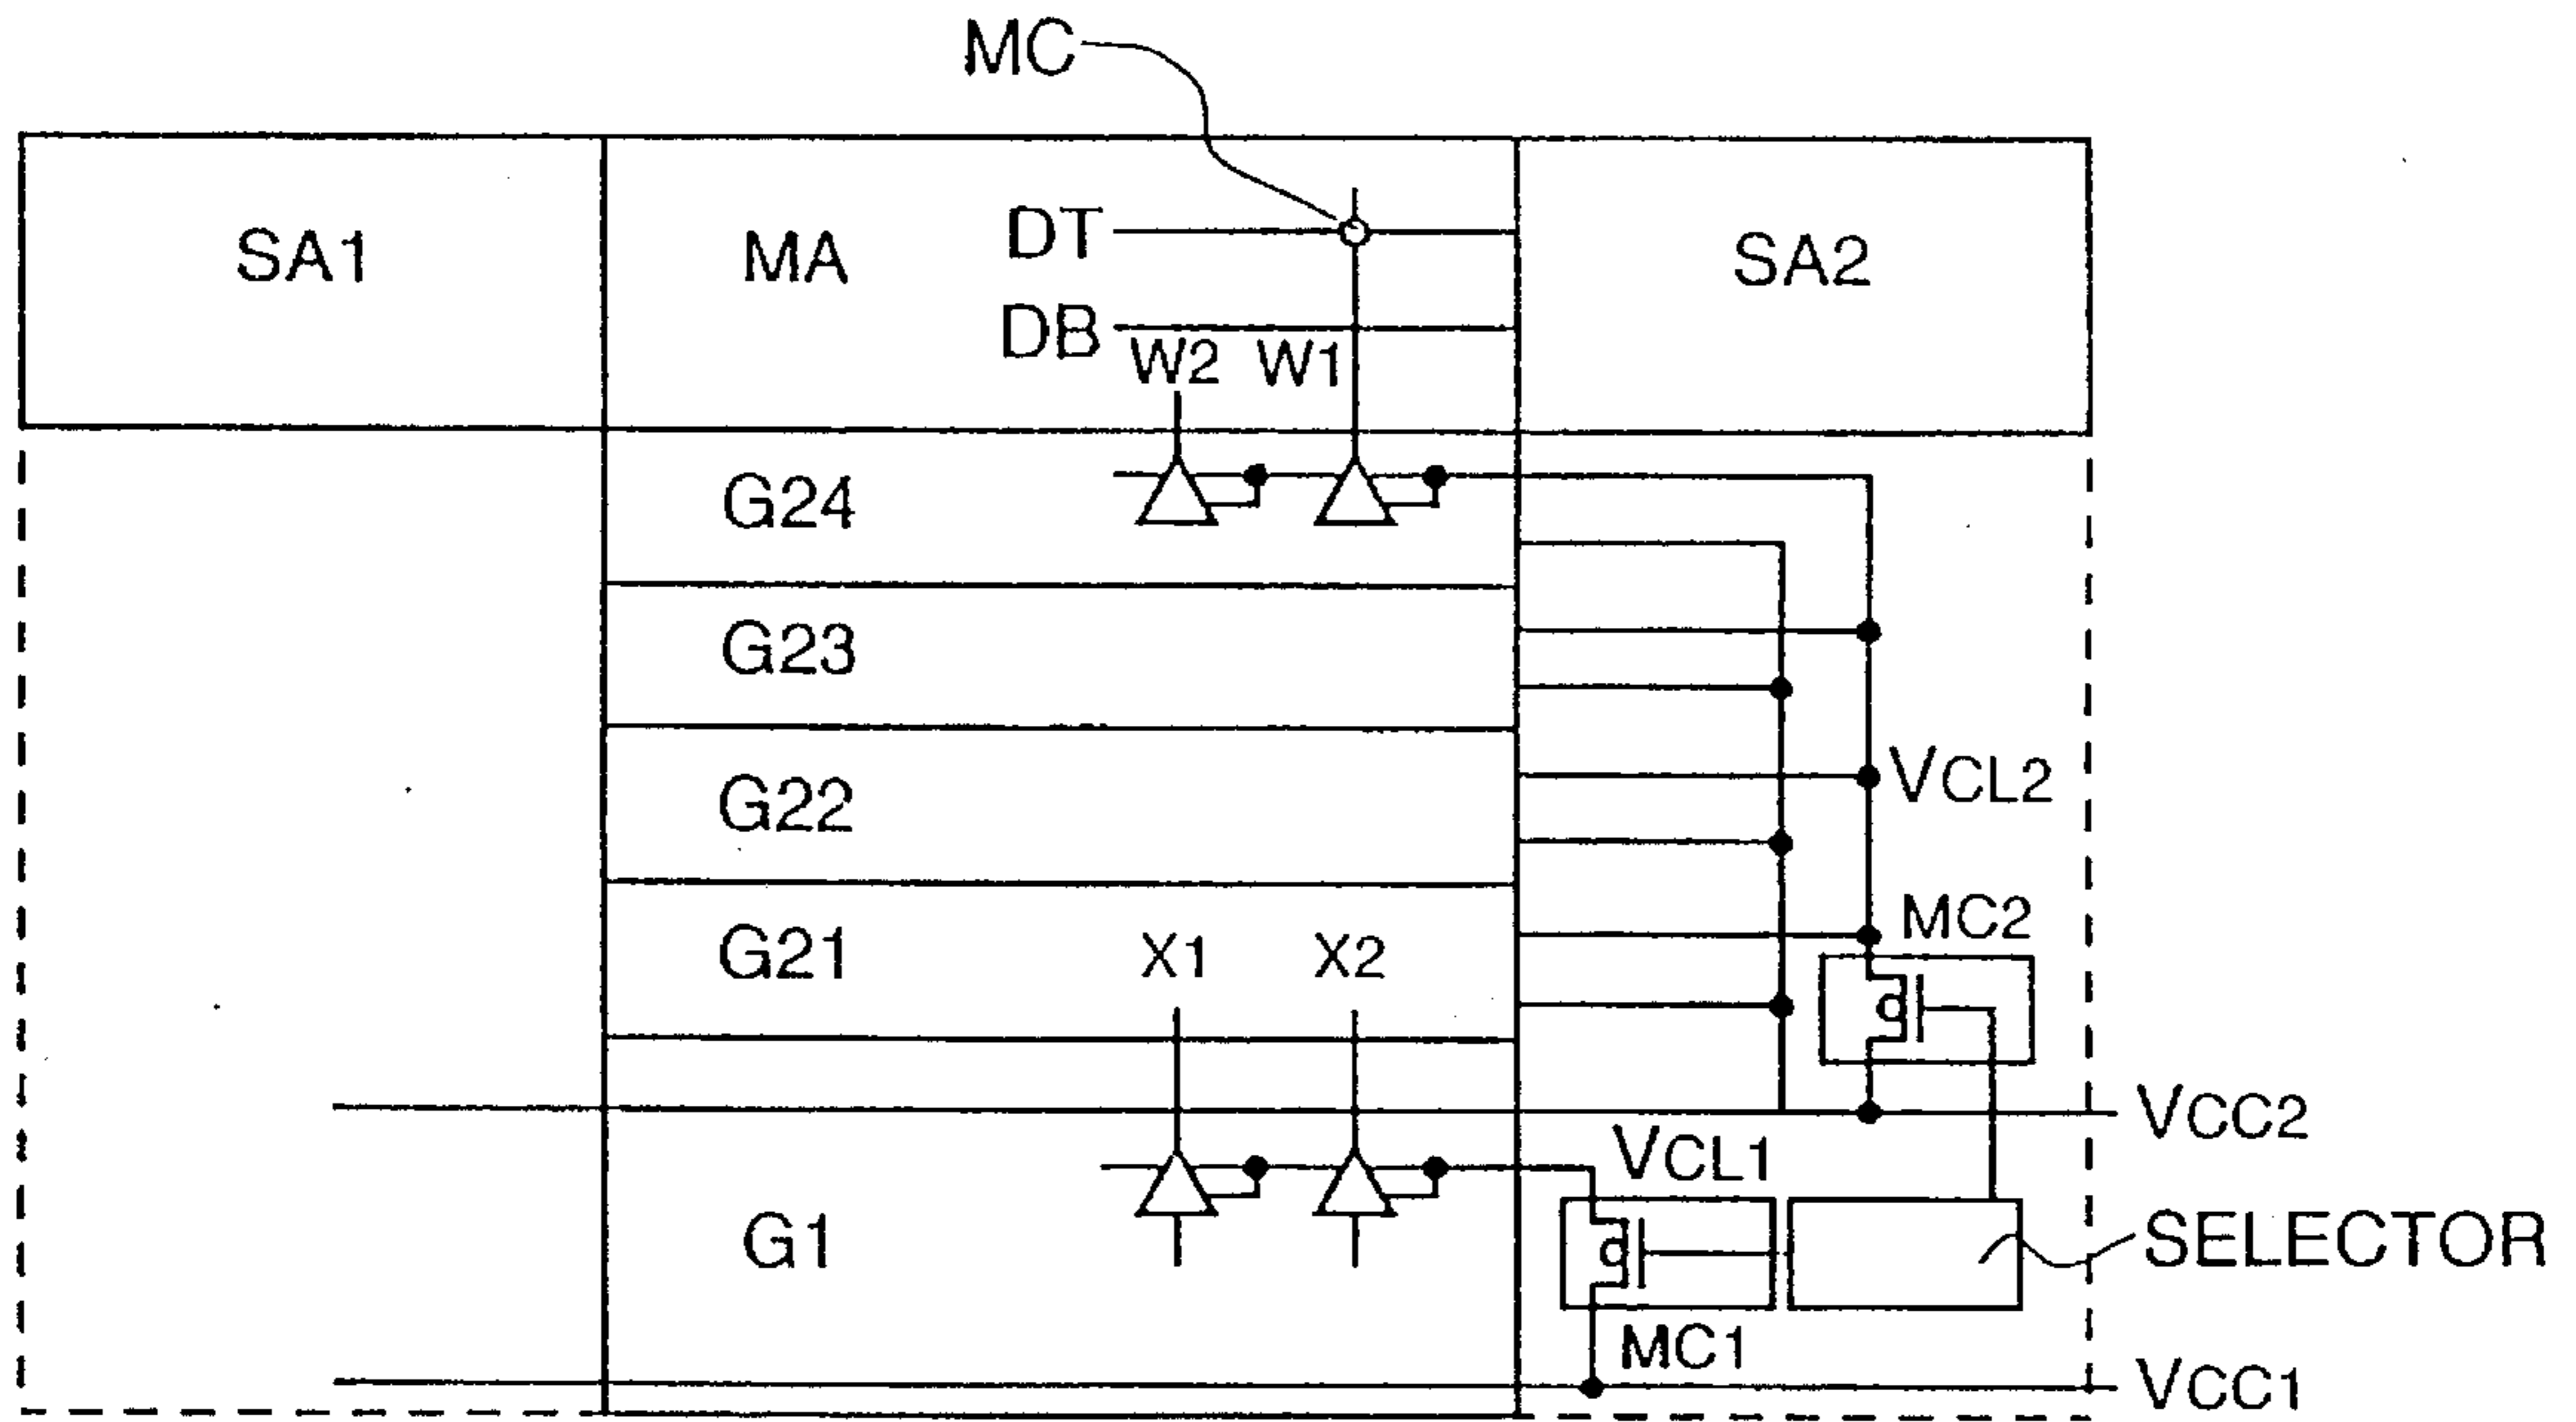 MC
SA1
MA
DT
SA2
DB
W2
W1
G24
G23
G22
VCL2
G21
X1
X2
MC2
VCC2
VCL1
G1
SELECTOR
MC1
VCC1